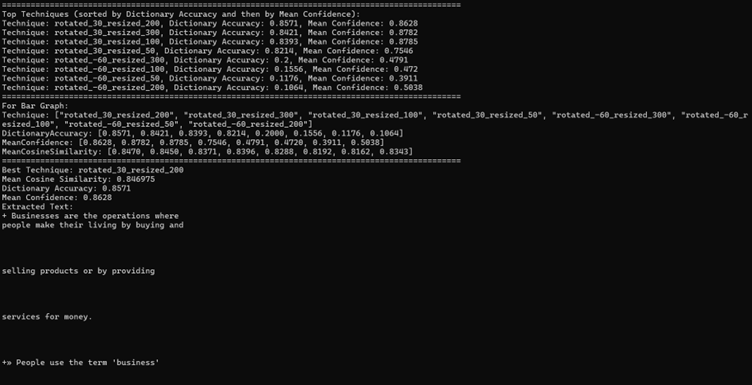 ================================================================================================
Top Techniques (sorted by Dictionary Accuracy and then by Mean Confidence):
Technique: rotated_30_resized_200, Dictionary Accuracy: 0.8571, Mean Confidence: 0.8628
Technique: rotated_30_resized_300, Dictionary Accuracy: 0.8421, Mean Confidence: 0.8782
Technique: rotated_30_resized_100, Dictionary Accuracy: 0.8393, Mean Confidence: 0.8785
Technique: rotated_30_resized_50, Dictionary Accuracy: 0.8214, Mean Confidence: 0.7546
Technique: rotated_-60_resized_300, Dictionary Accuracy: 0.2, Mean Confidence: 0.4791
Technique: rotated_-60_resized_100, Dictionary Accuracy: 0.1556, Mean Confidence: 0.472
Technique: rotated_-60_resized_50, Dictionary Accuracy: 0.1176, Mean Confidence: 0.3911
Technique: rotated_-60_resized_200, Dictionary Accuracy: 0.1064, Mean Confidence: 0.5038
================================================================================================
For Bar Graph:
Technique: ["rotated_30_resized_200", "rotated_30_resized_300", "rotated_30_resized_100", "rotated_30_resized_50", "rotated_-60_resized_300", "rotated_-60_r
esized_100", "rotated_-60_resized_50", "rotated_-60_resized_200"]
DictionaryAccuracy: [0.8571, 0.8421, 0.8393, 0.8214, 0.2000, 0.1556, 0.1176, 0.1064]
MeanConfidence: [0.8628, 0.8782, 0.8785, 0.7546, 0.4791, 0.4720, 0.3911, 0.5038]
MeanCosineSimilarity: [0.8470, 0.8450, 0.8371, 0.8396, 0.8288, 0.8192, 0.8162, 0.8343]
================================================================================================
Best Technique: rotated_30_resized_200
Mean Cosine Similarity: 0.846975
Dictionary Accuracy: 0.8571
Mean Confidence: 0.8628
Extracted Text:
+ Businesses are the operations where
people make their living by buying and
selling products or by providing
services for money.
+» People use the term 'business'